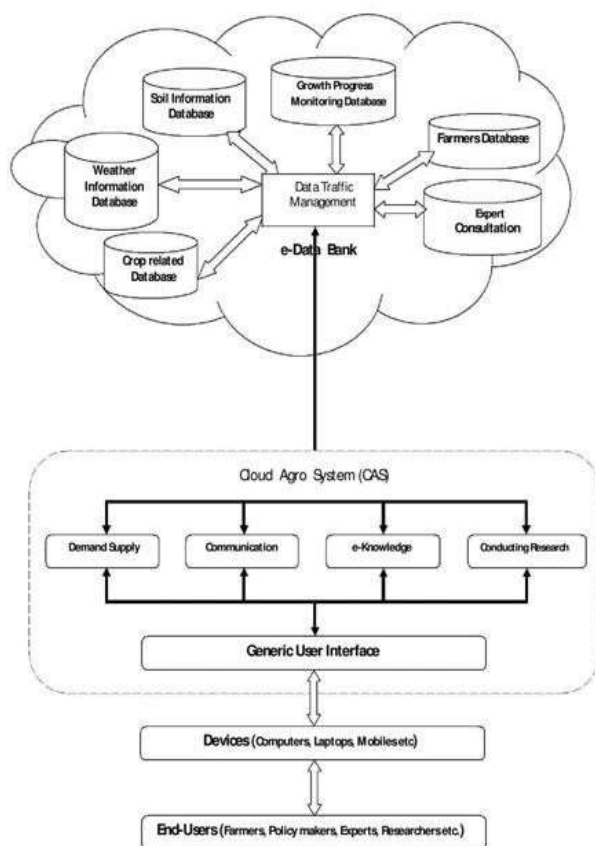 Soil Information
Database
Growth Progress
Monitoring Database
Farmers Database
Weather
Information
Database
Data Traffic
Management
Expert
Consultation
Crop related
Database
e-Data Bank
Cloud Agro System (CAS)
Demand Supply
Communication
e-Knowledge
Conducting Research
Generic User Interface
Devices (Computers, Laptops, Mobiles etc)
End-Users (Farmers, Policy makers, Experts, Researchers etc.)